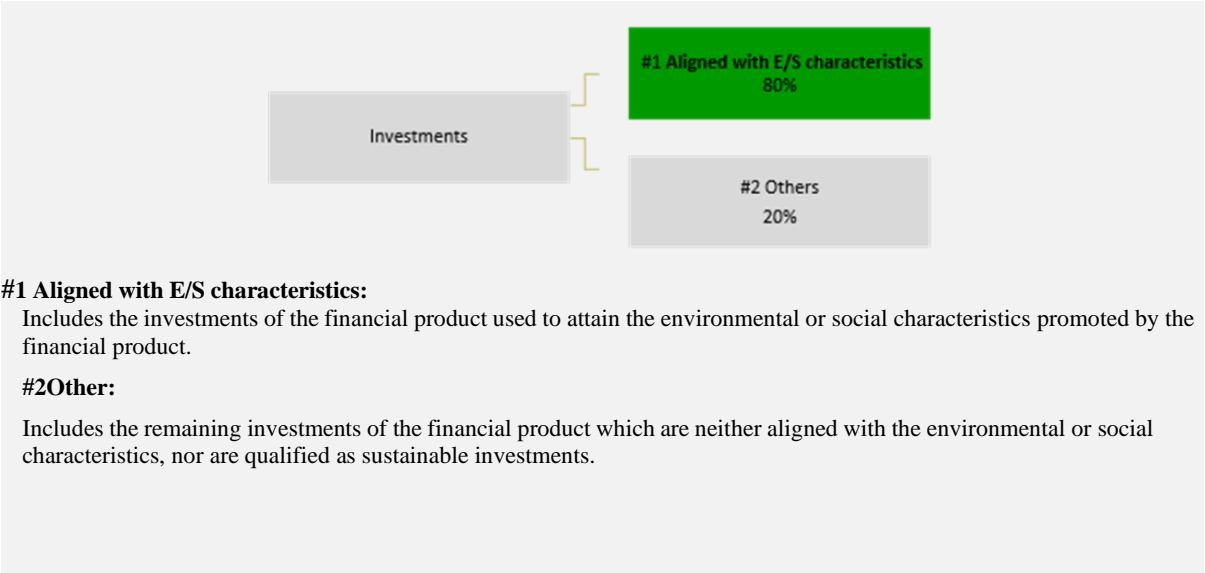 #1 Aligned with E/S characteristics
80%
Investments
#2 Others
20%
#1 Aligned with E/S characteristics:
Includes the investments of the financial product used to attain the environmental or social characteristics promoted by the
financial product.
#2Other:
Includes the remaining investments of the financial product which are neither aligned with the environmental or social
characteristics, nor are qualified as sustainable investments.